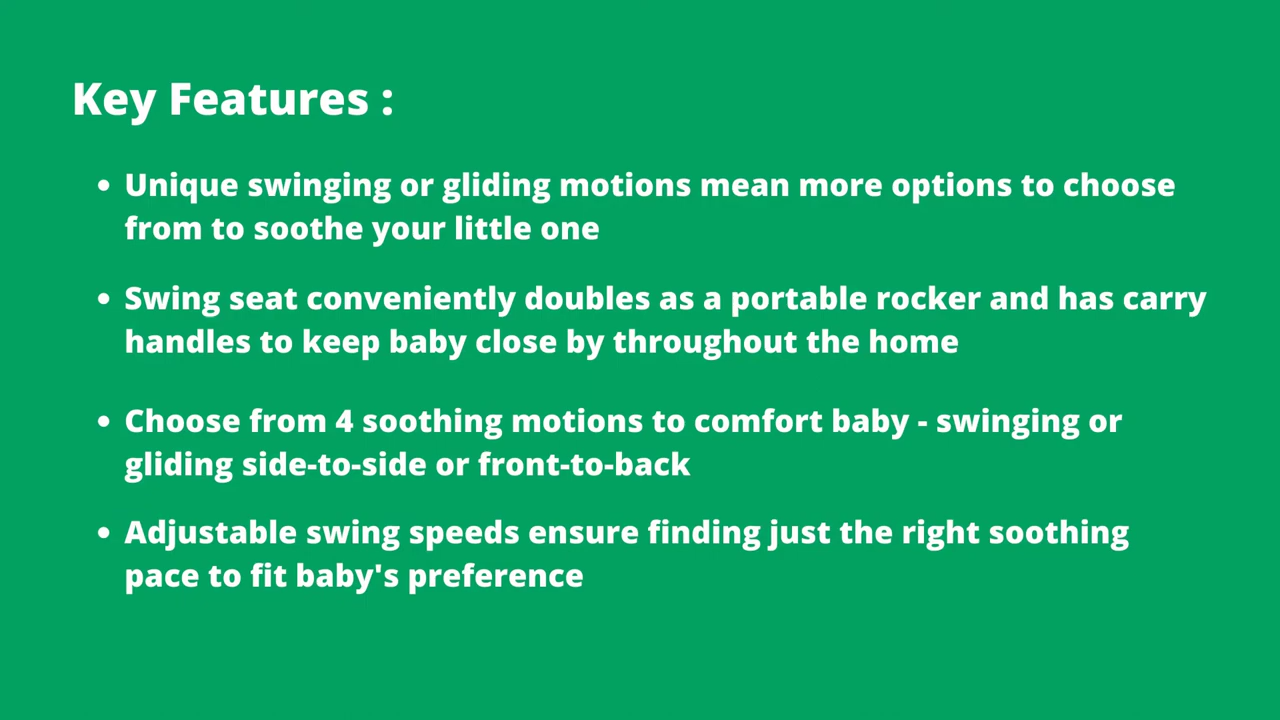 Key Features :
• Unique swinging or gliding motions mean more options to choose
from to soothe your little one
• Swing seat conveniently doubles as a portable rocker and has carry
handles to keep baby close by throughout the home
• Choose from 4 soothing motions to comfort baby - swinging or
gliding side-to-side or front-to-back
• Adjustable swing speeds ensure finding just the right soothing
pace to fit baby's preference